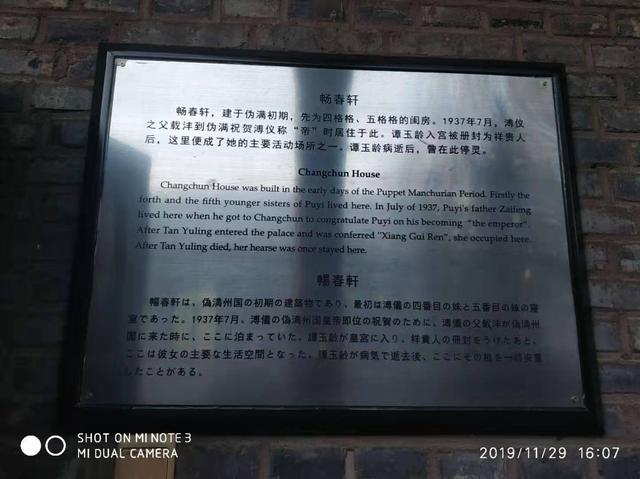 畅春轩
畅春轩，建于伪满初期，先为四格格、五格格的闺房。1937年7月，溥仪
之父载沣到伪满祝贺溥仪称“帝”时居住于此。谭玉龄入宫被册封为祥贵人
后，这里便成了她的主要活动场所之一。谭玉龄病逝后，曾在此停灵。
Changchun House
Changchun House was built in the early days of the Puppet Manchurian Period. Firstly the
forth and the fifth younger sisters of Puyi lived here. In July of 1937, Puyi's father Zaifeng
lived here when he got to Changchun to congratulate Puyi on his becoming "the emperor".
After Tan Yuling entered the palace and was conferred "Xiang Gui Ren", she occupied here.
After Tan Yuling died, her hearse was once stayed here.
暢春軒
暢春軒は、偽満州国の初期の建築物であり、最初は溥儀の四番目の妹と五番目の妹の寝
室であった。1937年7月、溥儀の偽満州国皇帝即位の祝賀のために、溥儀の父載灃が偽満州
国に来た時に、ここに泊まっていた。譚玉齢が皇宮に入り、祥貴人の冊封をうけたあと、
ここは彼女の主要な生活空間となった。譚玉齢が病気で逝去後、ここにその柩を一時安置
したことがある。
SHOT ON MI NOTE 3
MI DUAL CAMERA
2019/11/29 16:07